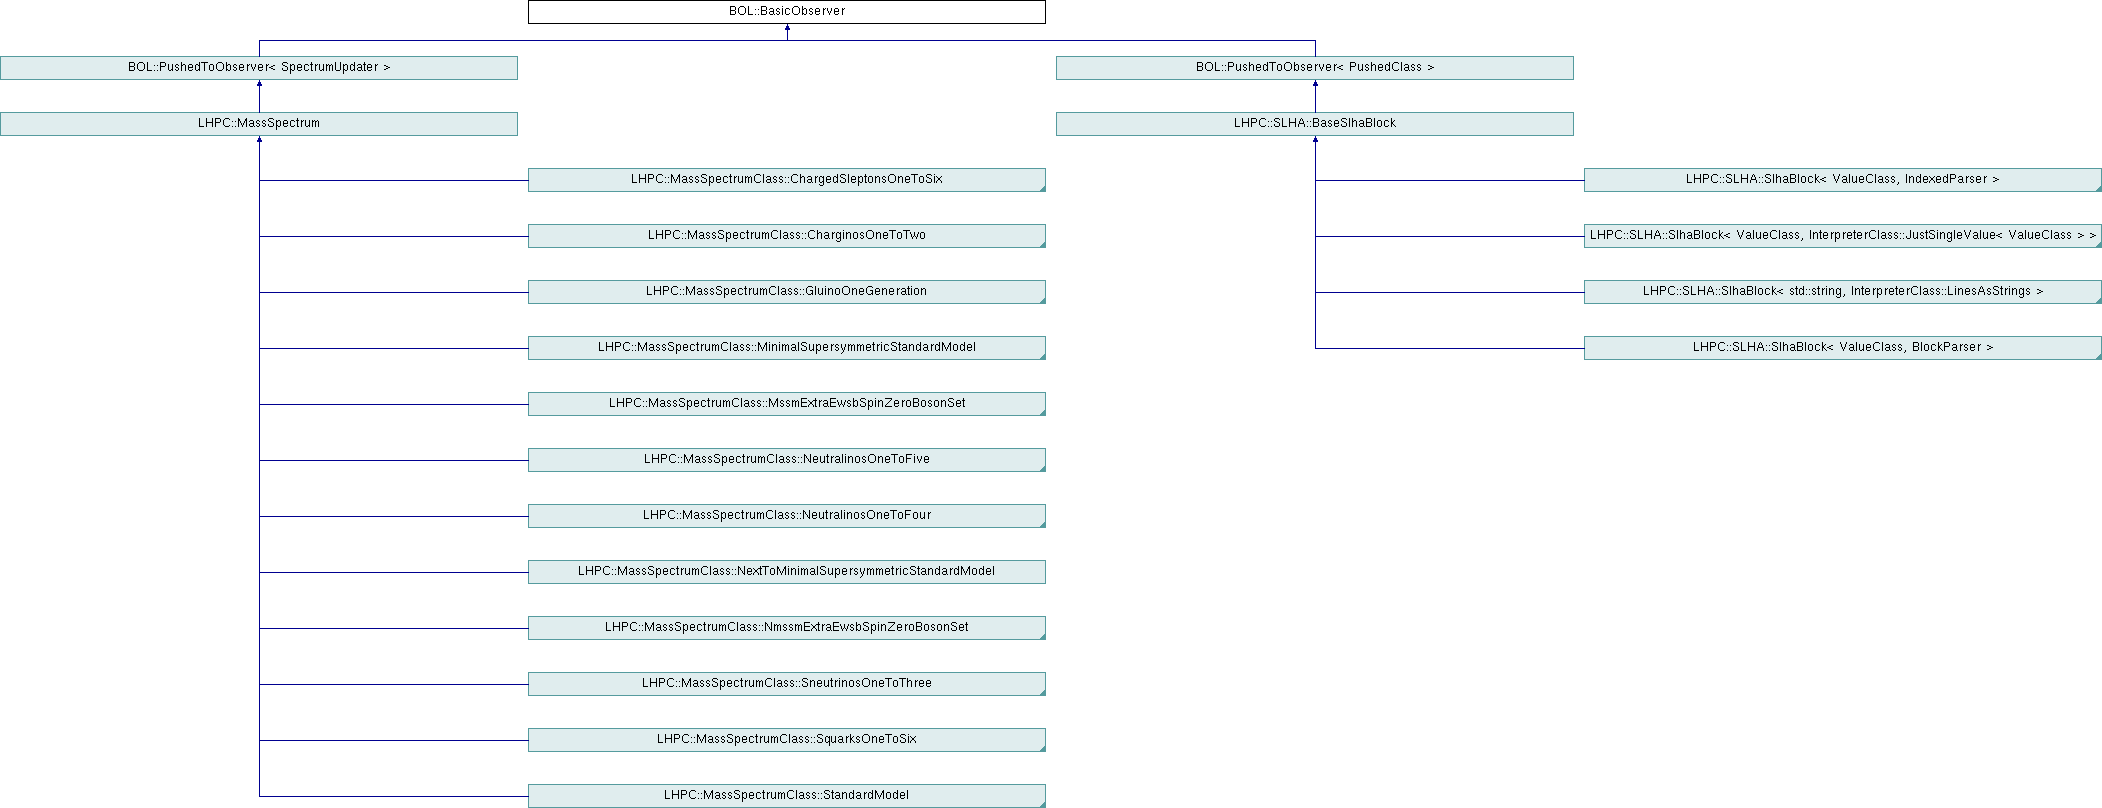 BOL::BasicObserver
BOL::PushedToObserver< SpectrumUpdater >
BOL::PushedToObserver< PushedClass >
LHPC::MassSpectrum
LHPC::SLHA::BaseSlhaBlock
LHPC::MassSpectrumClass::ChargedSleptonsOneToSix
LHPC::SLHA::SlhaBlock< ValueClass, IndexedParser >
LHPC::MassSpectrumClass::CharginosOneToTwo
LHPC::SLHA::SlhaBlock< ValueClass, InterpreterClass::JustSingleValue< ValueClass > >
LHPC::MassSpectrumClass::GluinoOneGeneration
LHPC::SLHA::SlhaBlock< std::string, InterpreterClass::LinesAsStrings >
LHPC::MassSpectrumClass::MinimalSupersymmetricStandardModel
LHPC::SLHA::SlhaBlock< ValueClass, BlockParser >
LHPC::MassSpectrumClass::MssmExtraEwsbSpinZeroBosonSet
LHPC::MassSpectrumClass::NeutralinosOneToFive
LHPC::MassSpectrumClass::NeutralinosOneToFour
LHPC::MassSpectrumClass::NextToMinimalSupersymmetricStandardModel
LHPC::MassSpectrumClass::NmssmExtraEwsbSpinZeroBosonSet
LHPC::MassSpectrumClass::SneutrinosOneToThree
LHPC::MassSpectrumClass::SquarksOneToSix
LHPC::MassSpectrumClass::StandardModel